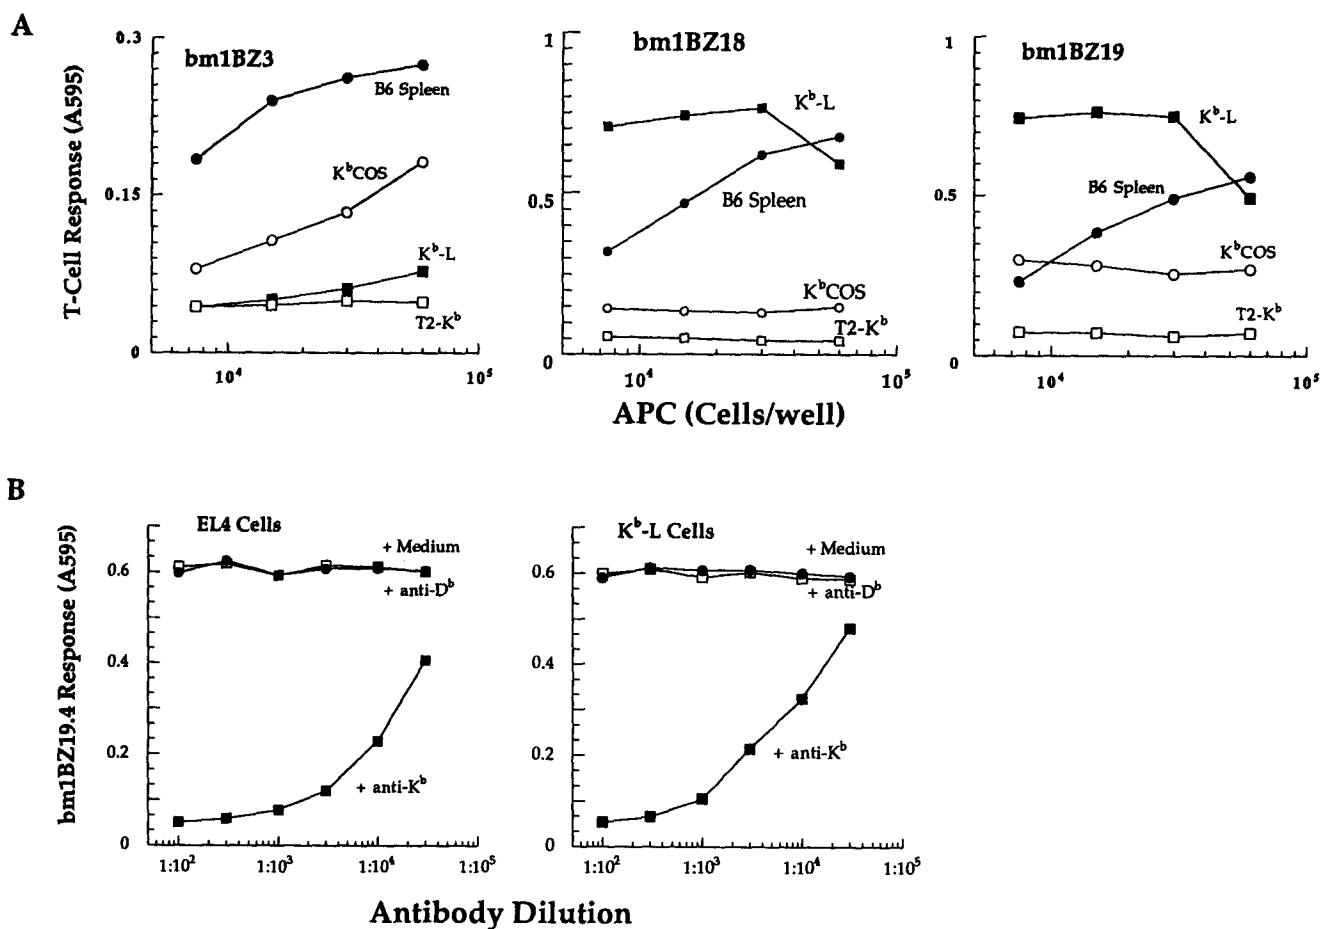 A
T-Cell Response (A595)
0.3
0.15
0
bm1BZ3
B6 Spleen
KᵇCOS
Kᵇ-L
T2-Kᵇ
10⁴
10⁵
1
0.5
0
bm1BZ18
Kᵇ-L
B6 Spleen
KᵇCOS
T2-Kᵇ
10⁴
10⁵
1
0.5
0
bm1BZ19
Kᵇ-L
B6 Spleen
KᵇCOS
T2-Kᵇ
10⁴
10⁵
APC (Cells/well)
B
bm1BZ19.4 Response (A595)
0.6
0.4
0.2
0
EL4 Cells
+ Medium
+ anti-Dᵇ
+ anti-Kᵇ
1:10²
1:10³
1:10⁴
1:10⁵
0.6
0.4
0.2
0
Kᵇ-L Cells
+ Medium
+ anti-Dᵇ
+ anti-Kᵇ
1:10²
1:10³
1:10⁴
1:10⁵
Antibody Dilution